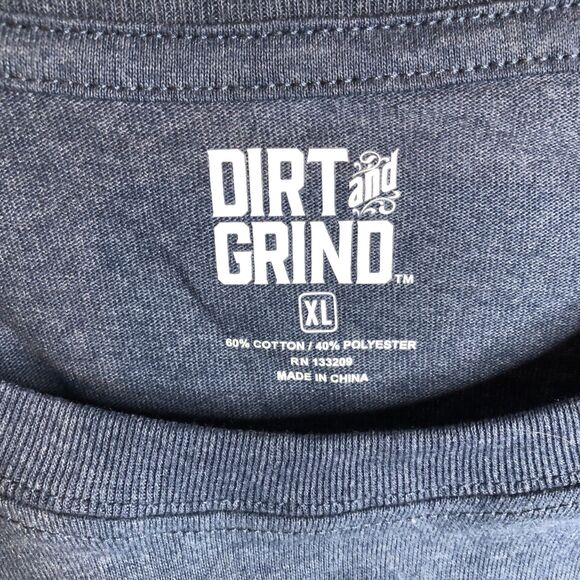 DIRT and
GRIND™
XL
60% COTTON / 40% POLYESTER
RN 133209
MADE IN CHINA